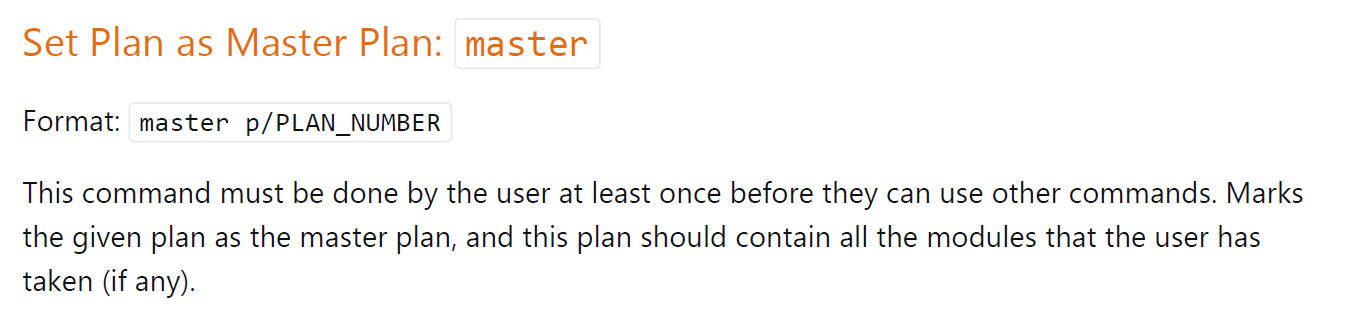 Set Plan as Master Plan: master
Format: master p/PLAN_NUMBER
This command must be done by the user at least once before they can use other commands. Marks
the given plan as the master plan, and this plan should contain all the modules that the user has
taken (if any).